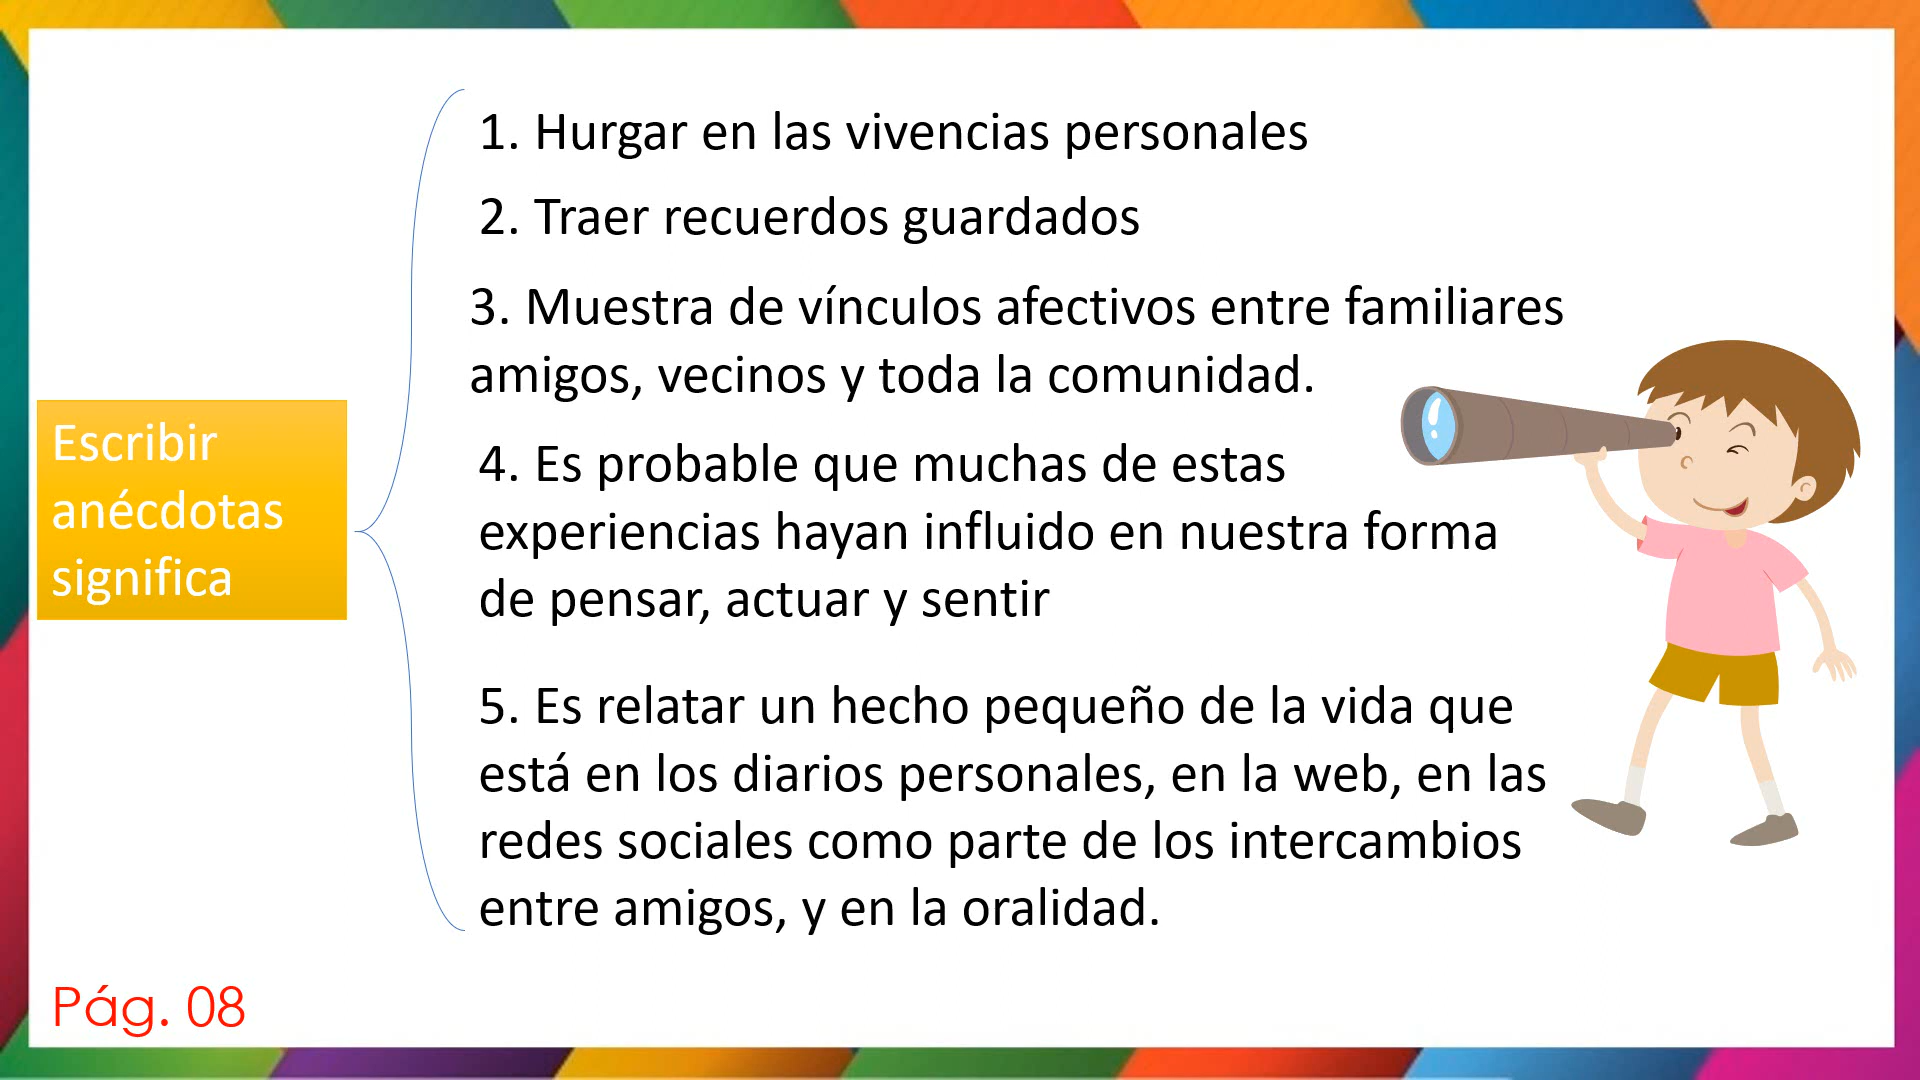 Escribir
anécdotas
significa
1. Hurgar en las vivencias personales
2. Traer recuerdos guardados
3. Muestra de vínculos afectivos entre familiares
amigos, vecinos y toda la comunidad.
4. Es probable que muchas de estas
experiencias hayan influido en nuestra forma
de pensar, actuar y sentir
5. Es relatar un hecho pequeño de la vida que
está en los diarios personales, en la web, en las
redes sociales como parte de los intercambios
entre amigos, y en la oralidad.
Pág. 08